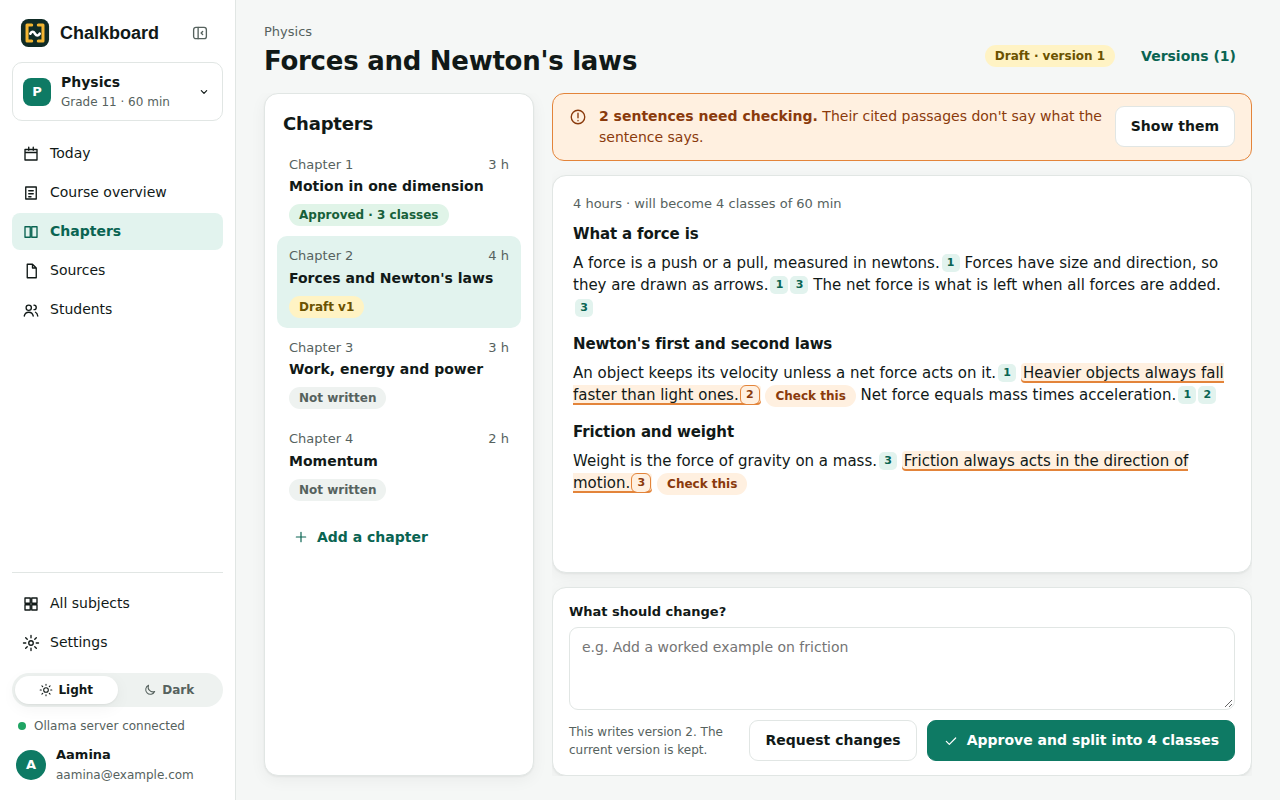 Chalkboard
P
Physics
Grade 11 · 60 min
Today
Course overview
Chapters
Sources
Students
All subjects
Settings
Light
Dark
Ollama server connected
A
Aamina
aamina@example.com
Physics
Forces and Newton's laws
Draft · version 1
Versions (1)
Chapters
Chapter 1
3 h
Motion in one dimension
Approved · 3 classes
Chapter 2
4 h
Forces and Newton's laws
Draft v1
Chapter 3
3 h
Work, energy and power
Not written
Chapter 4
2 h
Momentum
Not written
Add a chapter
2 sentences need checking. Their cited passages don't say what the
sentence says.
Show them
4 hours · will become 4 classes of 60 min
What a force is
A force is a push or a pull, measured in newtons. 1 Forces have size and direction, so
they are drawn as arrows. 1 3 The net force is what is left when all forces are added.
3
Newton's first and second laws
An object keeps its velocity unless a net force acts on it. 1 Heavier objects always fall
faster than light ones. 2 Check this Net force equals mass times acceleration. 1 2
Friction and weight
Weight is the force of gravity on a mass. 3 Friction always acts in the direction of
motion. 3 Check this
What should change?
e.g. Add a worked example on friction
This writes version 2. The
current version is kept.
Request changes
Approve and split into 4 classes